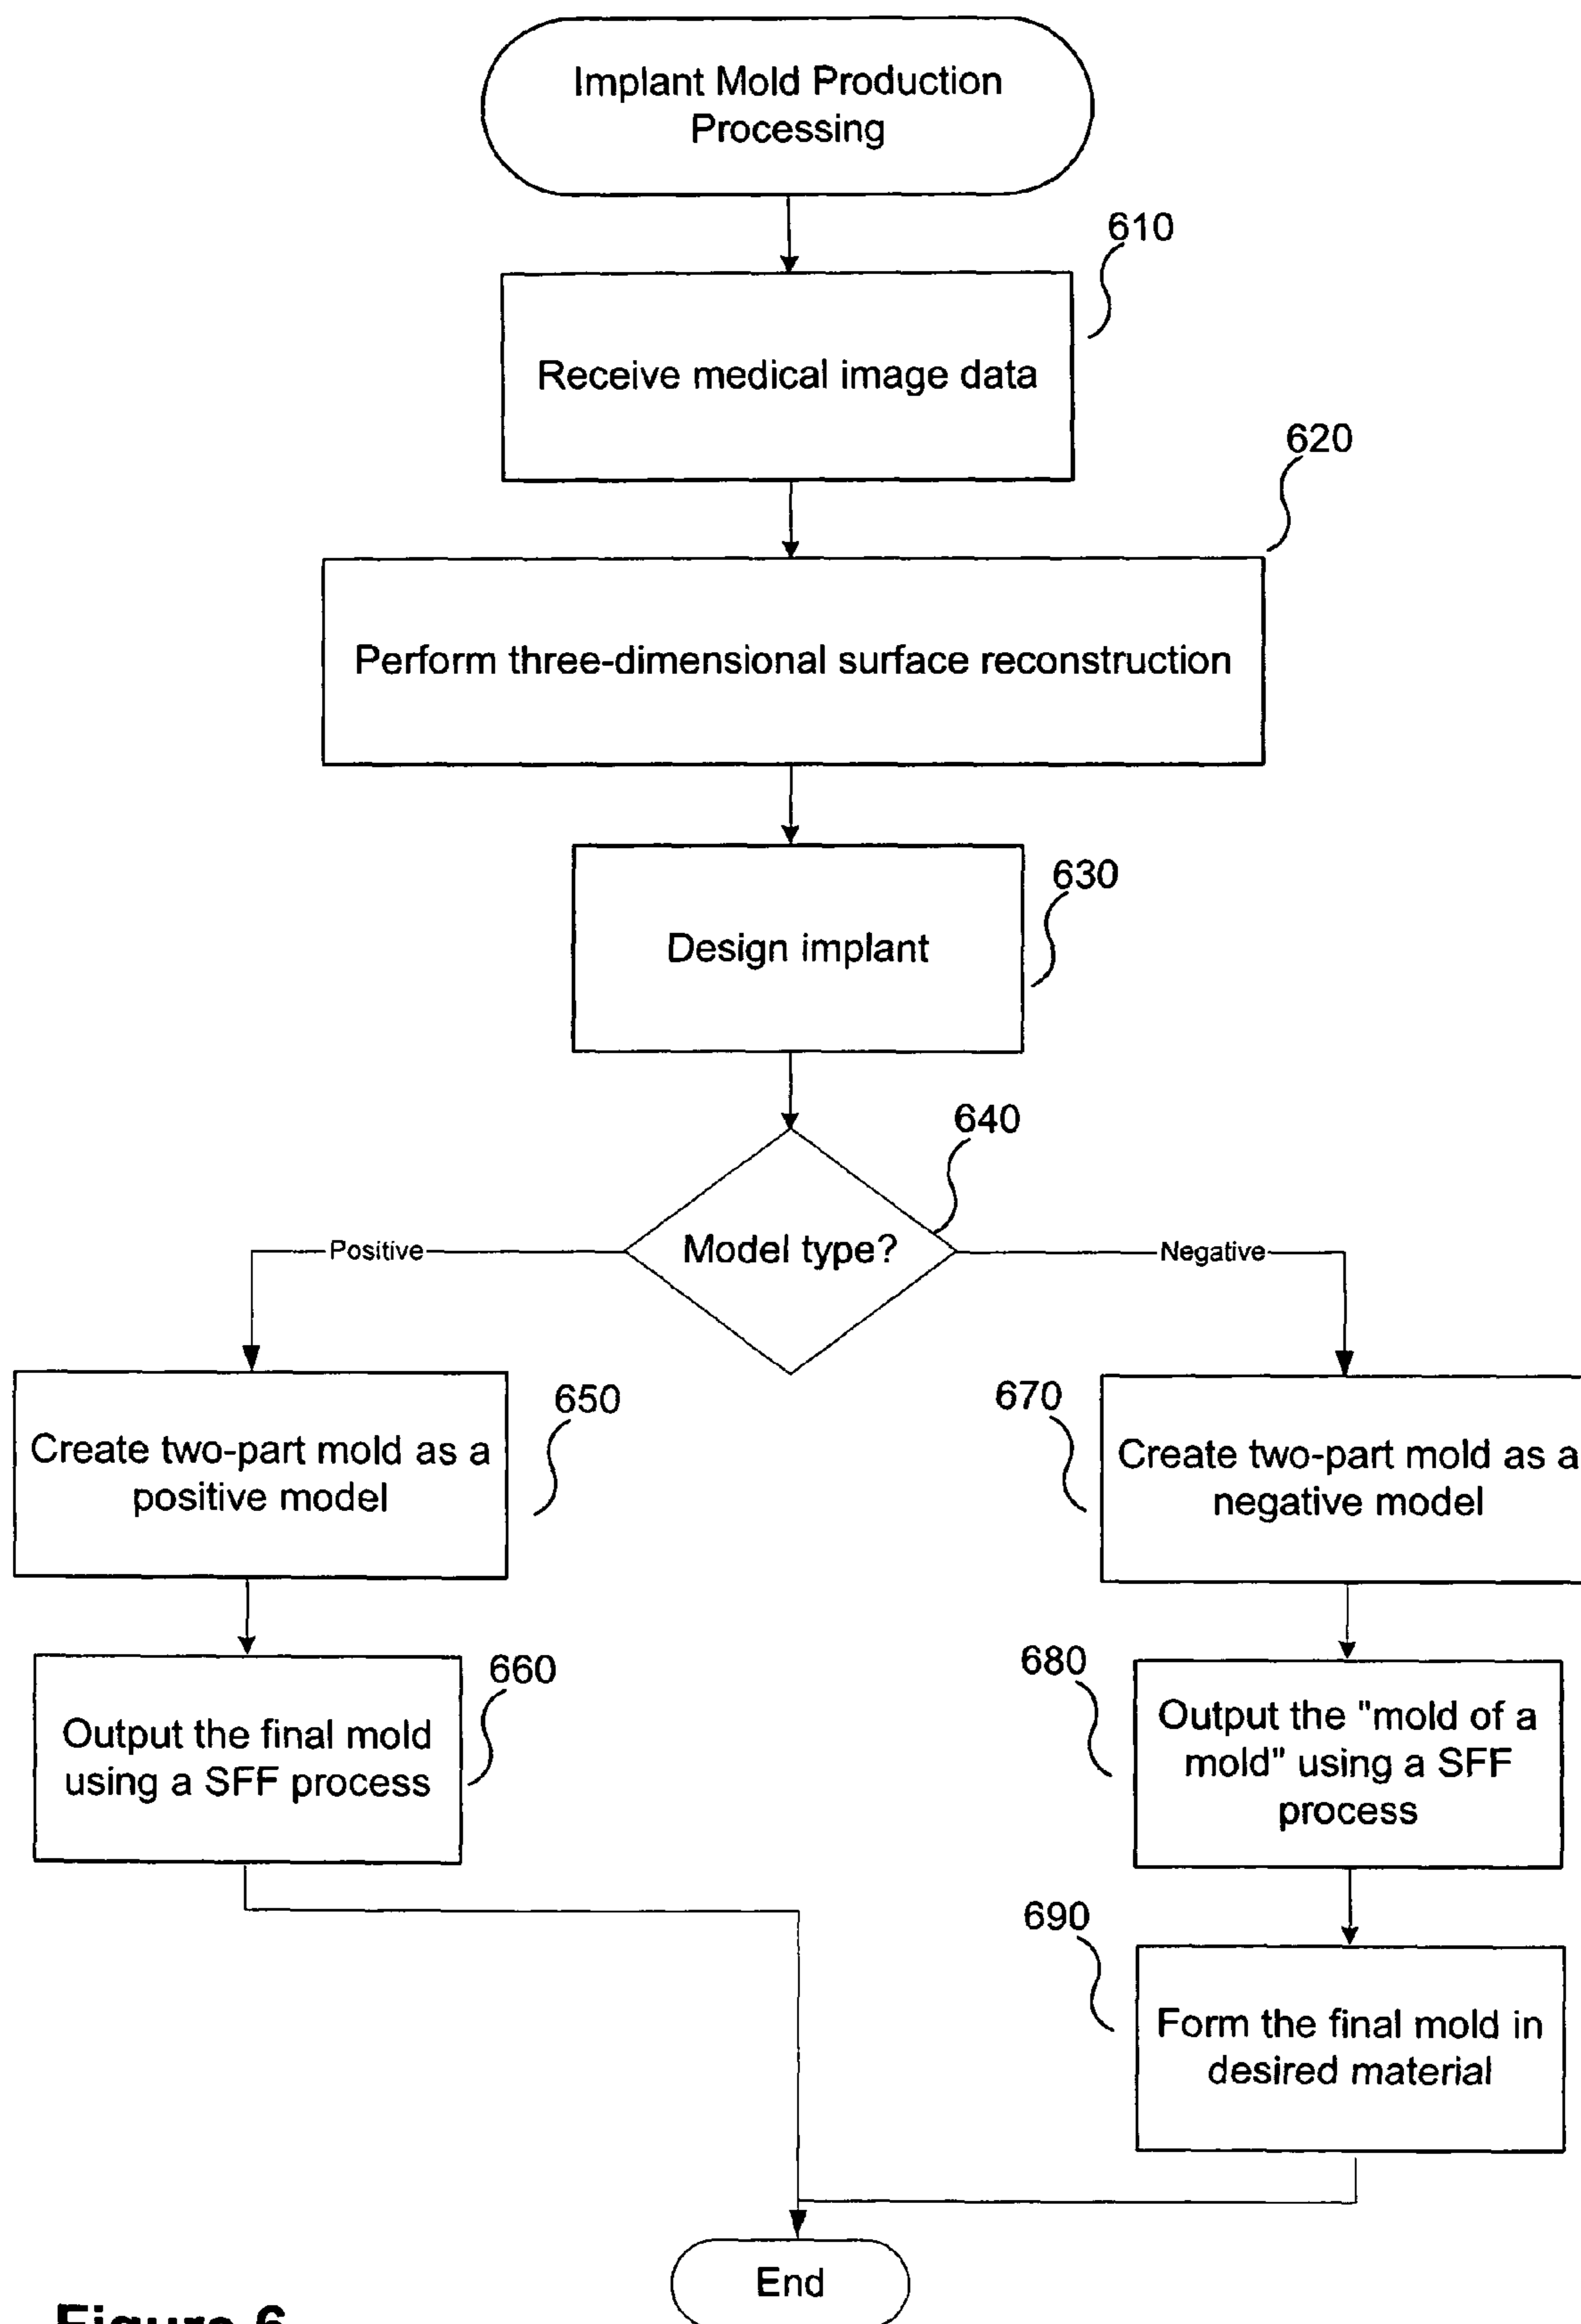 Implant Mold Production
Processing
610
Receive medical image data
620
Perform three-dimensional surface reconstruction
630
Design implant
640
Model type?
Positive
Negative
650
Create two-part mold as a
positive model
670
Create two-part mold as a
negative model
660
Output the final mold
using a SFF process
680
Output the "mold of a
mold" using a SFF
process
690
Form the final mold in
desired material
End
Figure 6